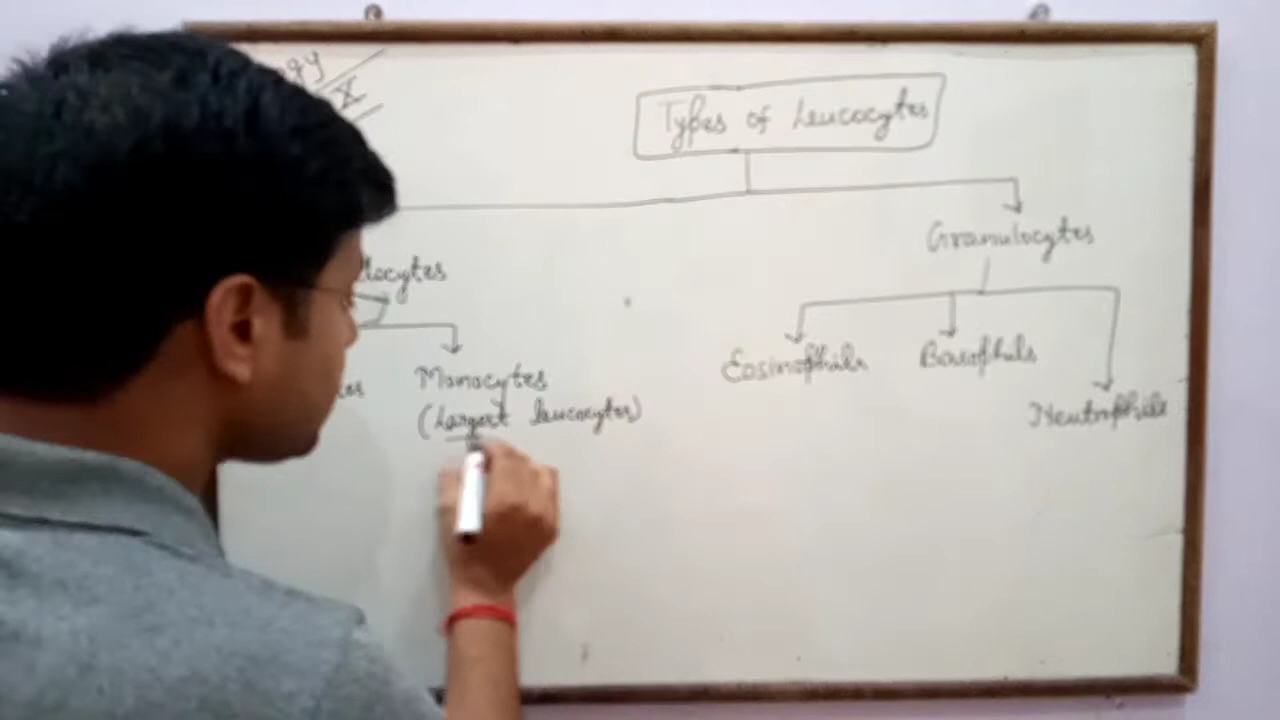 X
Types of Leucocytes
Granulocytes
Eosinophils
Basophils
Monocytes
(Largest leucocytes)
Neutrophils